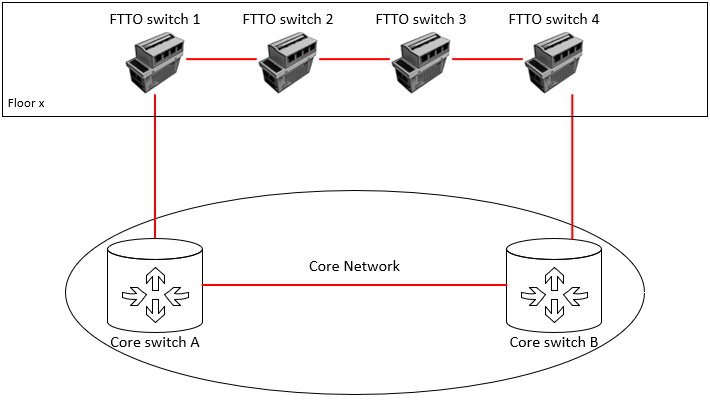 FTTO switch 1
FTTO switch 2
FTTO switch 3
FTTO switch 4
Floor x
Core Network
Core switch A
Core switch B